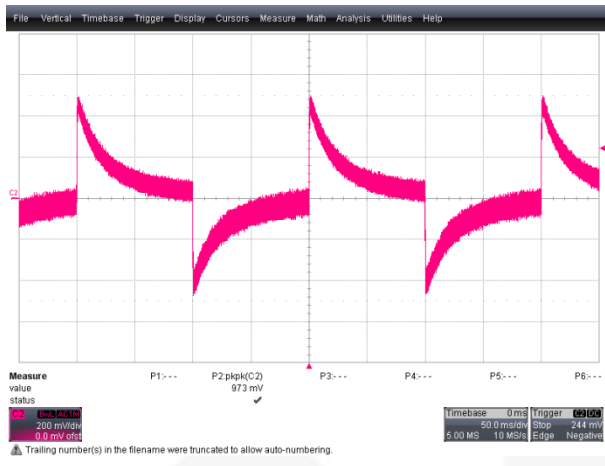 File Vertical Timebase Trigger Display Cursors Measure Math Analysis Utilities Help
C2
Measure P1:--- P2:pkpk(C2) P3:--- P4:--- P5:--- P6:---
value 973 mV
status ✔
C2 BwL AC1M
200 mV/div
0.0 mV ofst
Timebase 0 ms
50.0 ms/div
5.00 MS 10 MS/s
Trigger C2 DC
Stop 244 mV
Edge Negative
Trailing number(s) in the filename were truncated to allow auto-numbering.